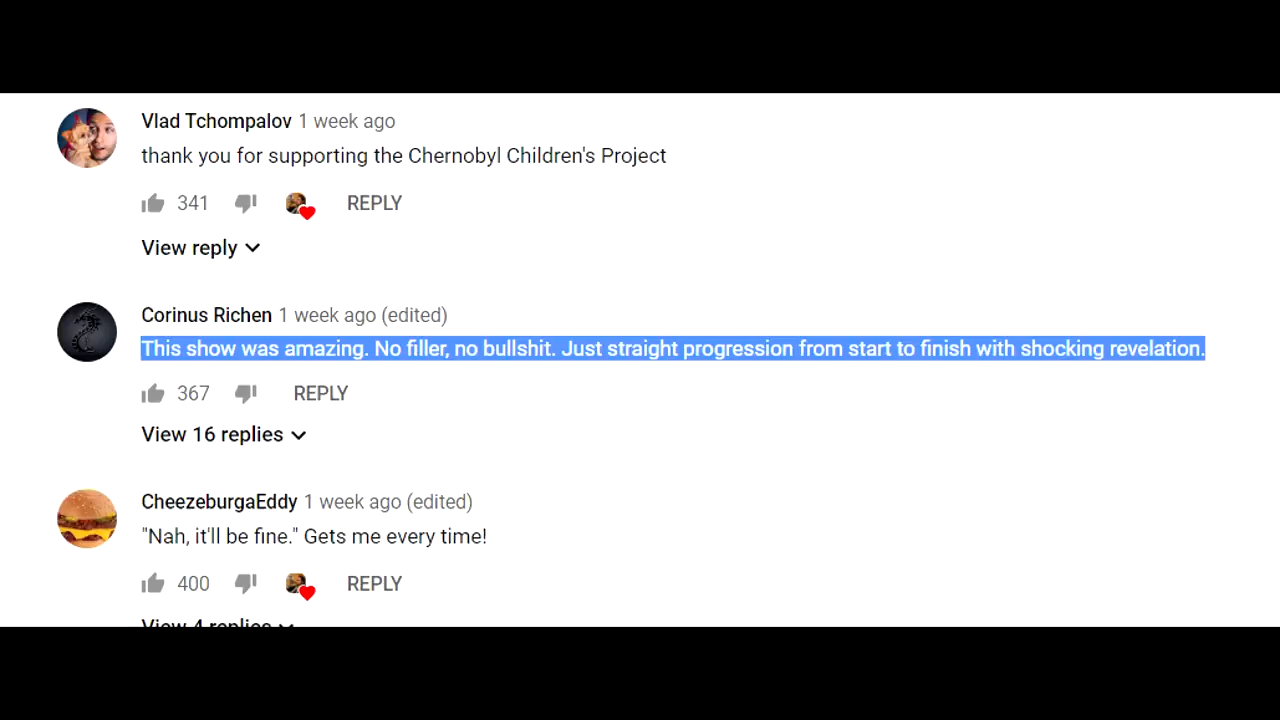 Vlad Tchompalov 1 week ago
thank you for supporting the Chernobyl Children's Project
341 REPLY
View reply
Corinus Richen 1 week ago (edited)
This show was amazing. No filler, no bullshit. Just straight progression from start to finish with shocking revelation.
367 REPLY
View 16 replies
CheezeburgaEddy 1 week ago (edited)
"Nah, it'll be fine." Gets me every time!
400 REPLY
View 4 replies